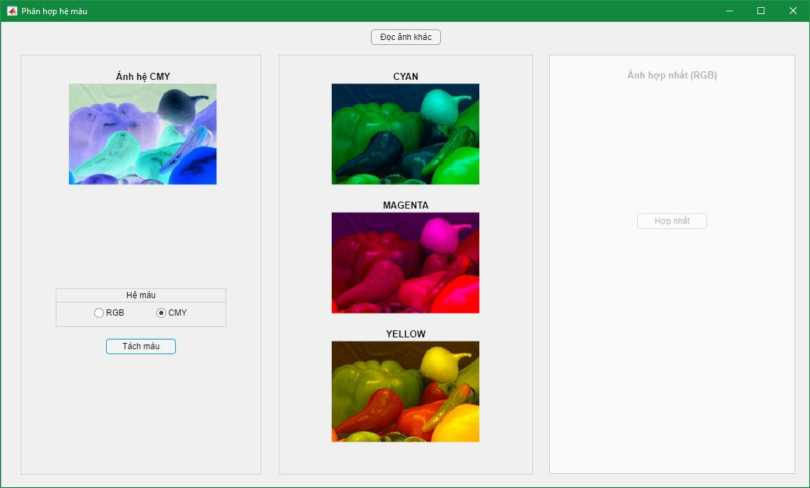 Phân hợp hệ màu
Đọc ảnh khác
Ảnh hệ CMY
Hệ màu
RGB
CMY
Tách màu
CYAN
MAGENTA
YELLOW
Ảnh hợp nhất (RGB)
Hợp nhất